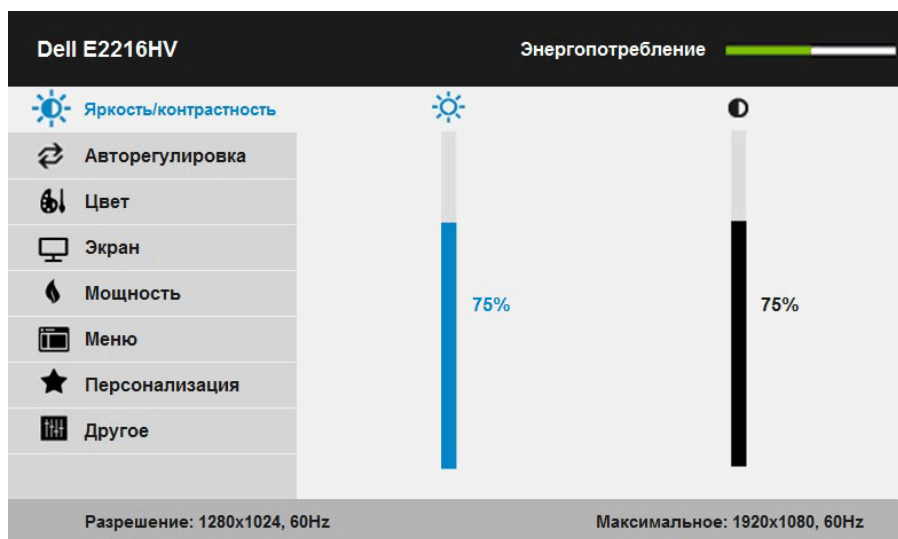 Dell E2216HV
Энергопотребление
Яркость/контрастность
Авторегулировка
Цвет
Экран
Мощность
Меню
Персонализация
Другое
75%
75%
Разрешение: 1280x1024, 60Hz
Максимальное: 1920x1080, 60Hz